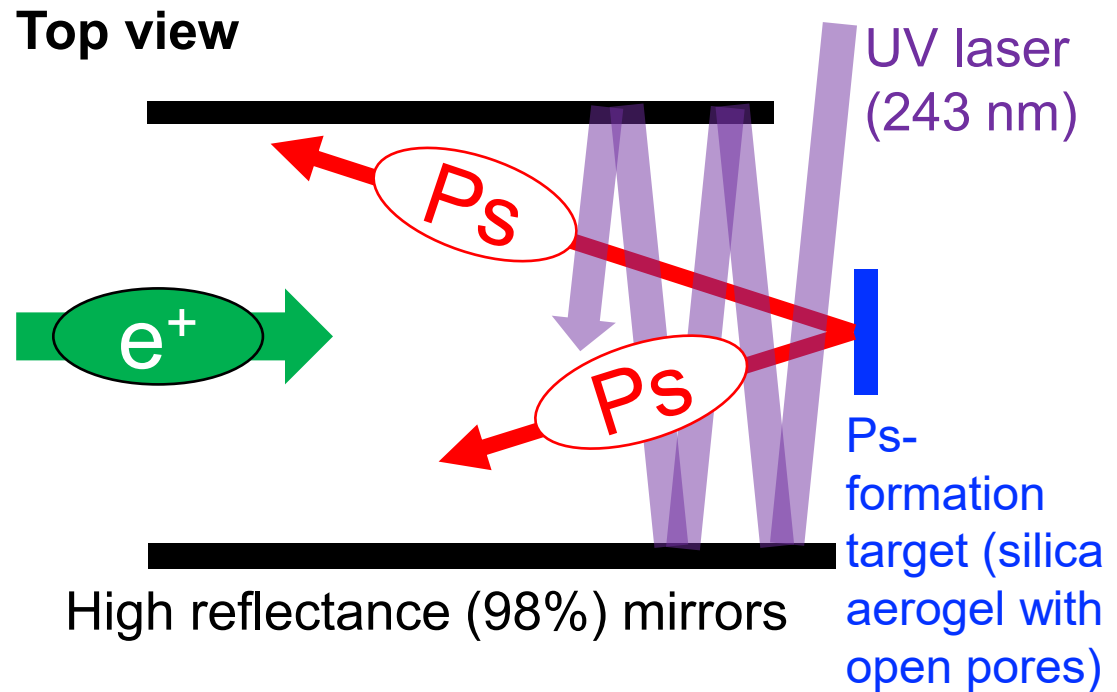 Top view
UV laser
(243 nm)
Ps
e⁺
Ps
Ps-
formation
target (silica
aerogel with
open pores)
High reflectance (98%) mirrors